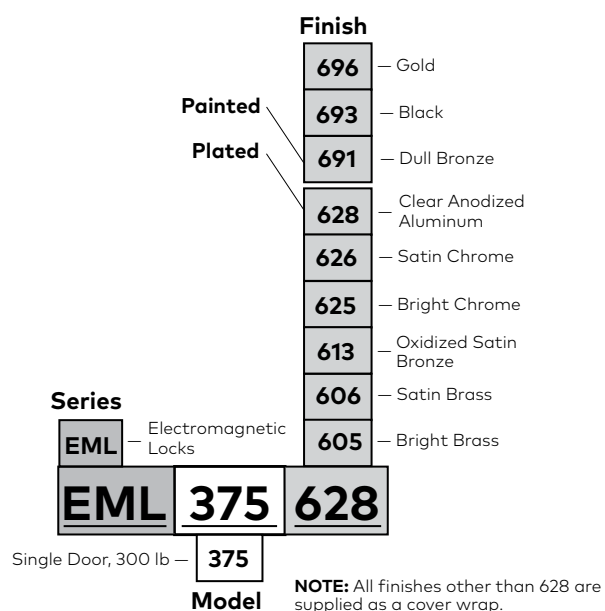 Finish
696
Gold
Painted
693
Black
Plated
691
Dull Bronze
628
Clear Anodized
Aluminum
626
Satin Chrome
625
Bright Chrome
613
Oxidized Satin
Bronze
606
Satin Brass
Series
EML
Electromagnetic
Locks
605
Bright Brass
EML 375 628
Single Door, 300 lb
375
Model
NOTE: All finishes other than 628 are
supplied as a cover wrap.